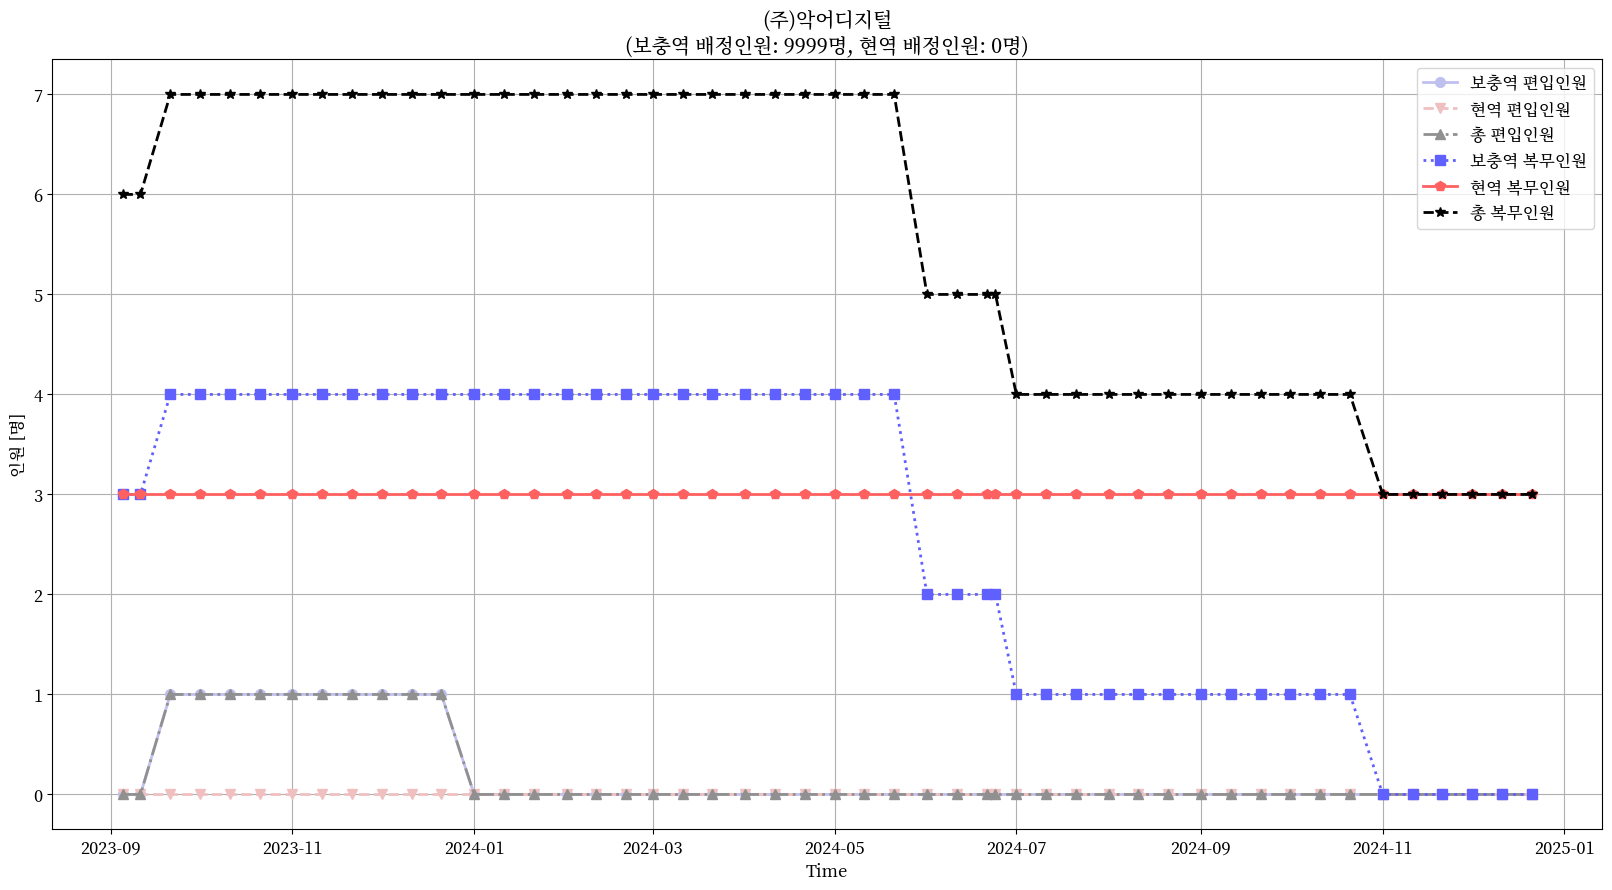 (주)악어디지털
(보충역 배정인원: 9999명, 현역 배정인원: 0명)
보충역 편입인원
현역 편입인원
총 편입인원
보충역 복무인원
현역 복무인원
총 복무인원
인원 [명]
7
6
5
4
3
2
1
0
2023-09
2023-11
2024-01
2024-03
2024-05
2024-07
2024-09
2024-11
2025-01
Time